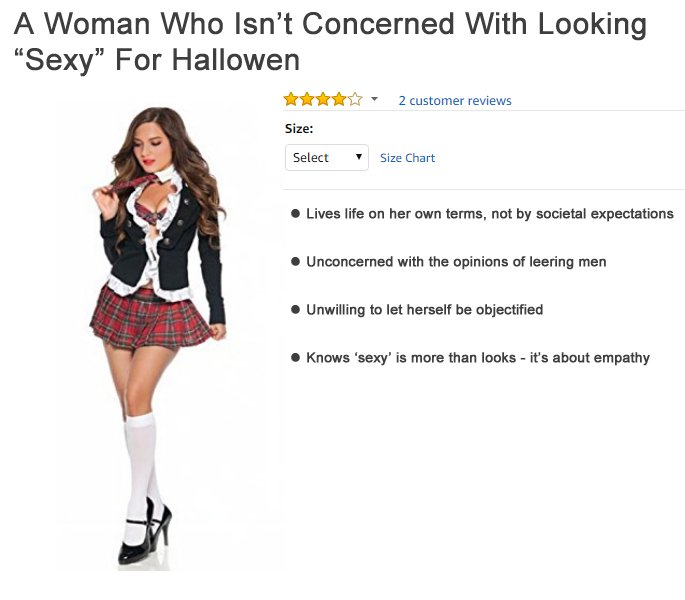 A Woman Who Isn’t Concerned With Looking
“Sexy” For Hallowen
2 customer reviews
Size:
Select
Size Chart
● Lives life on her own terms, not by societal expectations
● Unconcerned with the opinions of leering men
● Unwilling to let herself be objectified
● Knows ‘sexy’ is more than looks - it’s about empathy